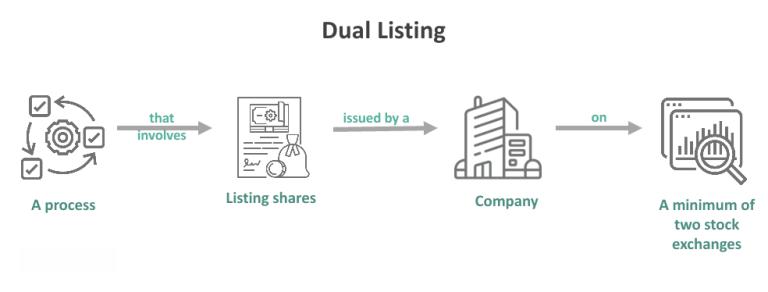 Dual Listing
that
involves
issued by a
on
A process
Listing shares
Company
A minimum of
two stock
exchanges